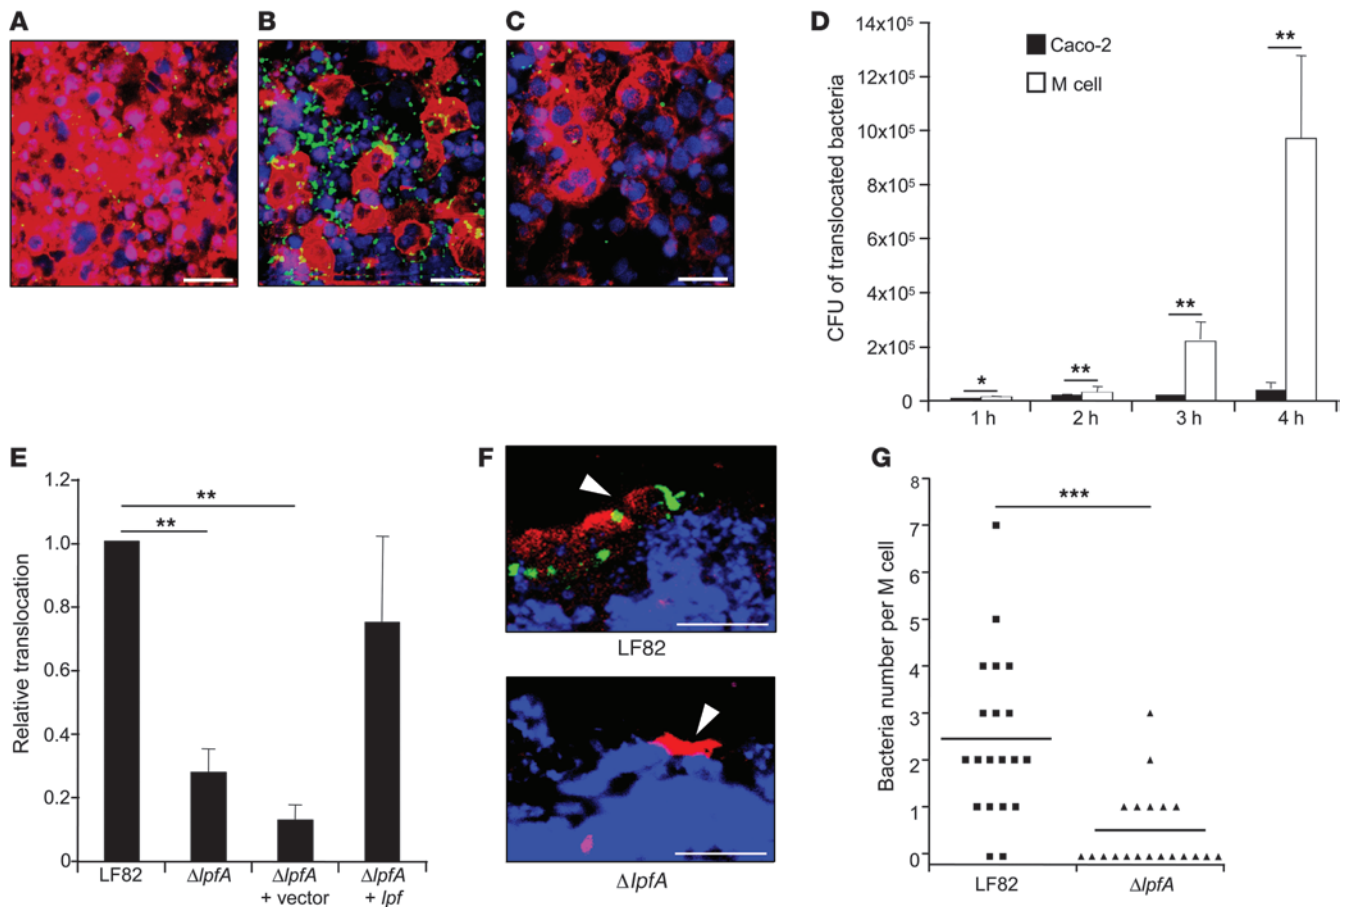 A
B
C
D
CFU of translocated bacteria
14x10⁵
12x10⁵
10x10⁵
8x10⁵
6x10⁵
4x10⁵
2x10⁵
0
Caco-2
M cell
*
**
**
**
1 h
2 h
3 h
4 h
E
Relative translocation
1.2
1.0
0.8
0.6
0.4
0.2
0
**
**
LF82
ΔlpfA
ΔlpfA
+ vector
ΔlpfA
+ lpf
F
LF82
ΔlpfA
G
Bacteria number per M cell
8
7
6
5
4
3
2
1
0
***
LF82
ΔlpfA